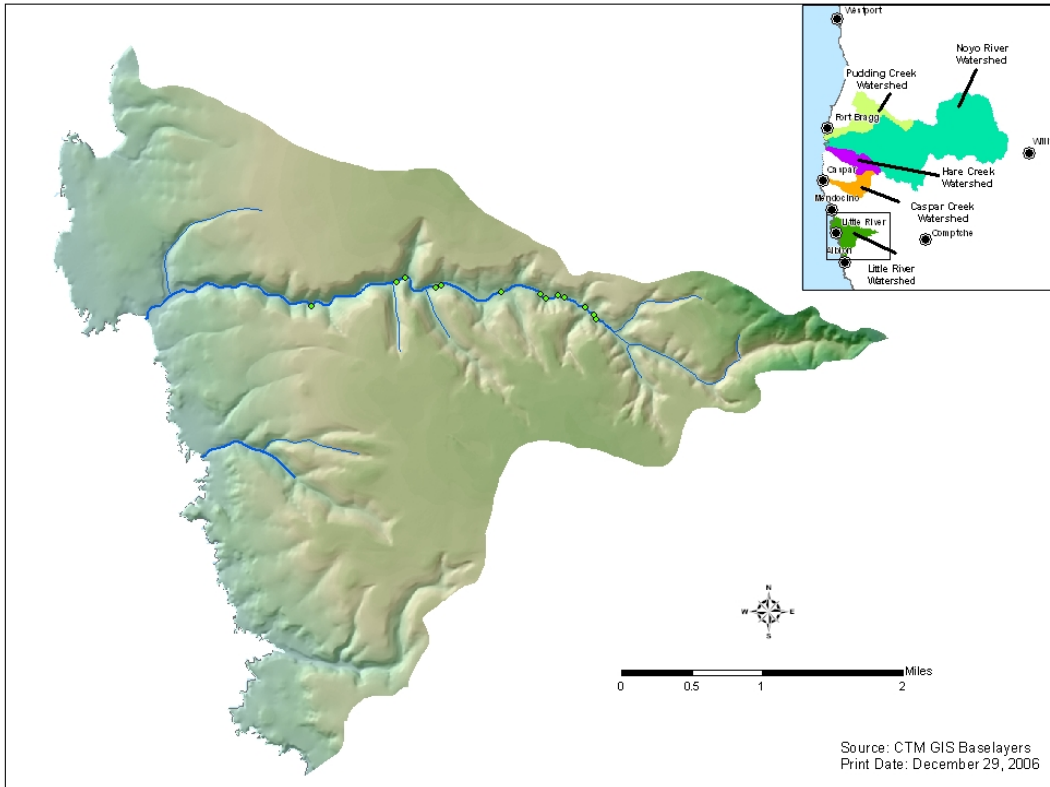 Westport
Noyo River
Watershed
Pudding Creek
Watershed
Fort Bragg
Will
Caspar
Hare Creek
Watershed
Mendocino
Caspar Creek
Watershed
Little River
Comptche
Albion
Little River
Watershed
N
W E
S
Miles
0 0.5 1 2
Source: CTM GIS Baselayers
Print Date: December 29, 2006